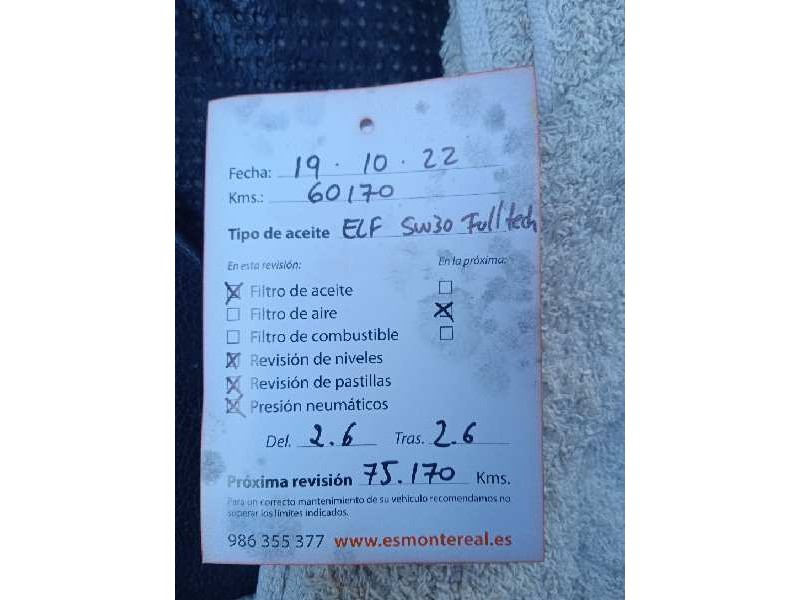 Fecha: 19 . 10 . 22
Kms.: 60170
Tipo de aceite ELF 5W30 Fulltech
En esta revisión: En la próxima:
Filtro de aceite
Filtro de aire
Filtro de combustible
Revisión de niveles
Revisión de pastillas
Presión neumáticos
Del. 2.6 Tras. 2.6
Próxima revisión 75.170 Kms.
Para un correcto mantenimiento de su vehículo recomendamos no
superar los límites indicados.
986 355 377 www.esmontereal.es